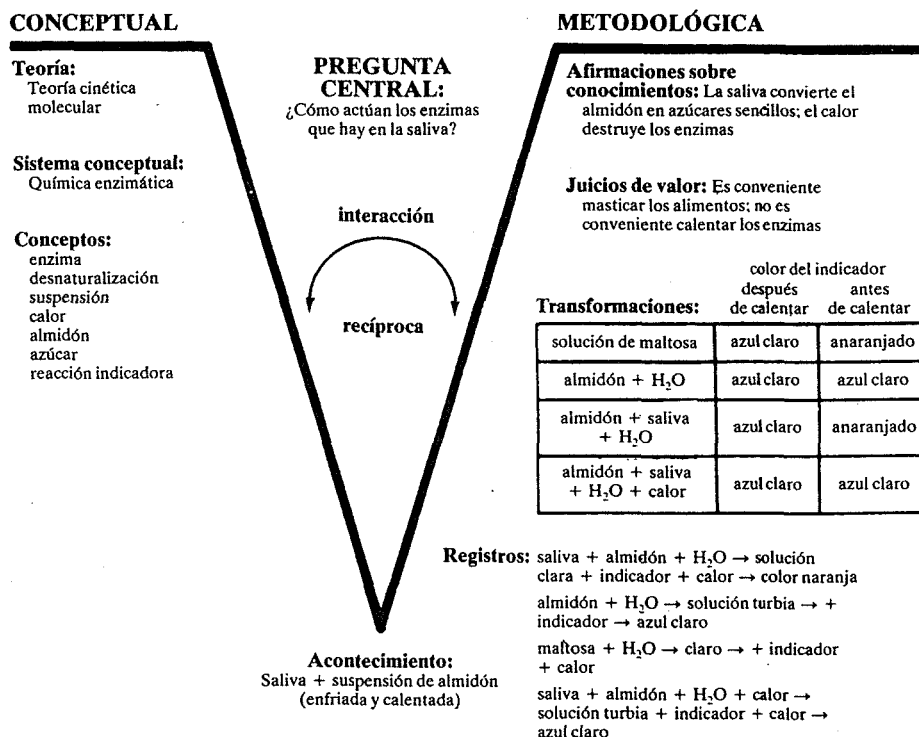 CONCEPTUAL
Teoría:
Teoría cinética
molecular
Sistema conceptual:
Química enzimática
Conceptos:
enzima
desnaturalización
suspensión
calor
almidón
azúcar
reacción indicadora
PREGUNTA
CENTRAL:
¿Cómo actúan los enzimas
que hay en la saliva?
interacción
recíproca
Acontecimiento:
Saliva + suspensión de almidón
(enfriada y calentada)
METODOLÓGICA
Afirmaciones sobre
conocimientos: La saliva convierte el
almidón en azúcares sencillos; el calor
destruye los enzimas
Juicios de valor: Es conveniente
masticar los alimentos; no es
conveniente calentar los enzimas
color del indicador
Transformaciones:
después de calentar
antes de calentar
solución de maltosa azul claro anaranjado
almidón + H₂O azul claro azul claro
almidón + saliva
+ H₂O azul claro anaranjado
almidón + saliva
+ H₂O + calor azul claro azul claro
Registros: saliva + almidón + H₂O → solución
clara + indicador + calor → color naranja
almidón + H₂O → solución turbia → +
indicador → azul claro
maltosa + H₂O → claro → + indicador
+ calor
saliva + almidón + H₂O + calor →
solución turbia + indicador + calor →
azul claro